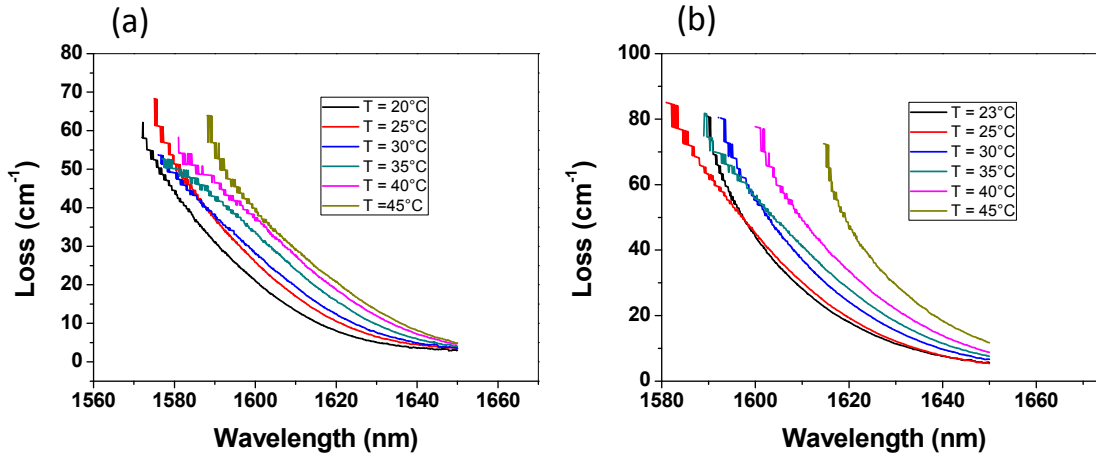 (a)
Loss (cm⁻¹)
80
70
60
50
40
30
20
10
0
T = 20°C
T = 25°C
T = 30°C
T = 35°C
T = 40°C
T =45°C
1560 1580 1600 1620 1640 1660
Wavelength (nm)
(b)
Loss (cm⁻¹)
100
80
60
40
20
0
T = 23°C
T = 25°C
T = 30°C
T = 35°C
T = 40°C
T = 45°C
1580 1600 1620 1640 1660
Wavelength (nm)